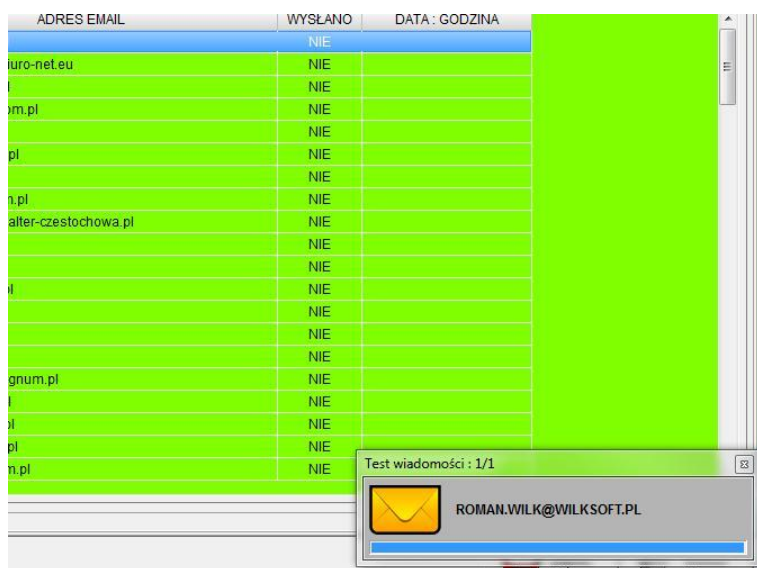 ADRES EMAIL WYSŁANO DATA : GODZINA
NIE
iuro-net.eu NIE
NIE
om.pl NIE
NIE
pl NIE
NIE
n.pl NIE
alter-czestochowa.pl NIE
NIE
NIE
NIE
NIE
NIE
NIE
gnum.pl NIE
NIE
NIE
pl NIE
m.pl NIE
Test wiadomości : 1/1
ROMAN.WILK@WILKSOFT.PL